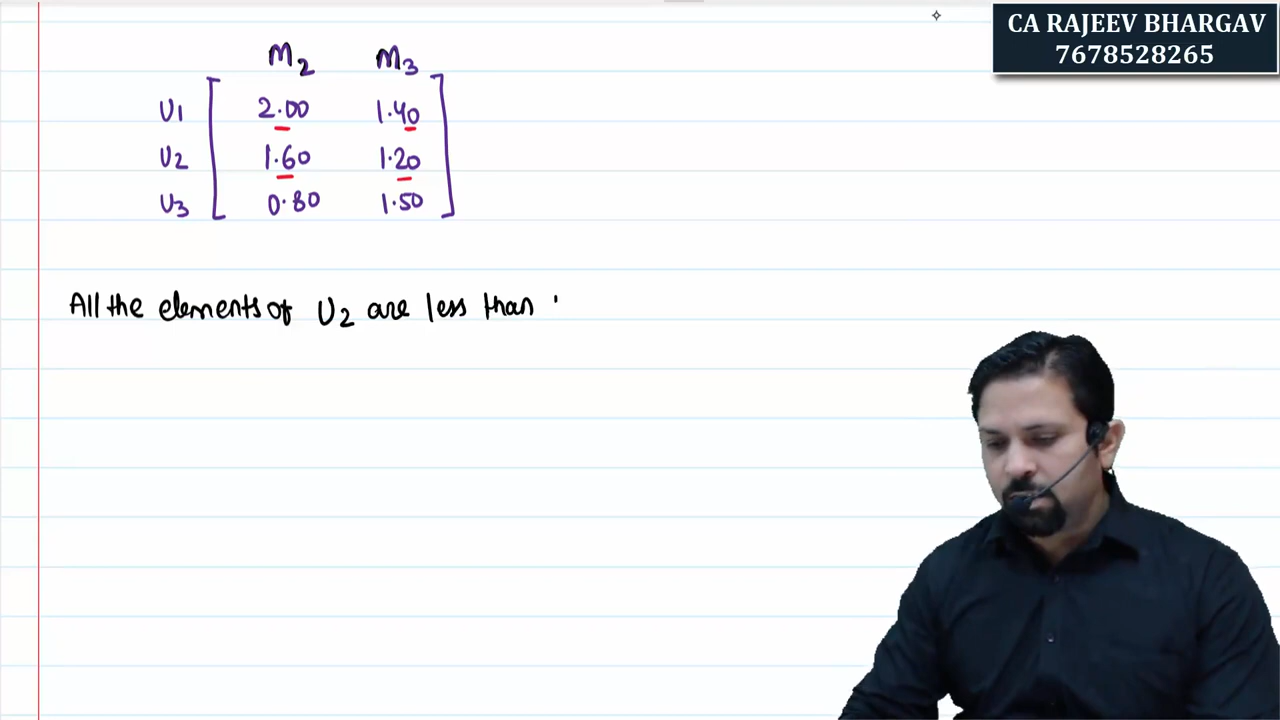 CA RAJEEV BHARGAV
7678528265
M2 M3
U1 2.00 1.40
U2 1.60 1.20
U3 0.80 1.50
All the elements of U2 are less than